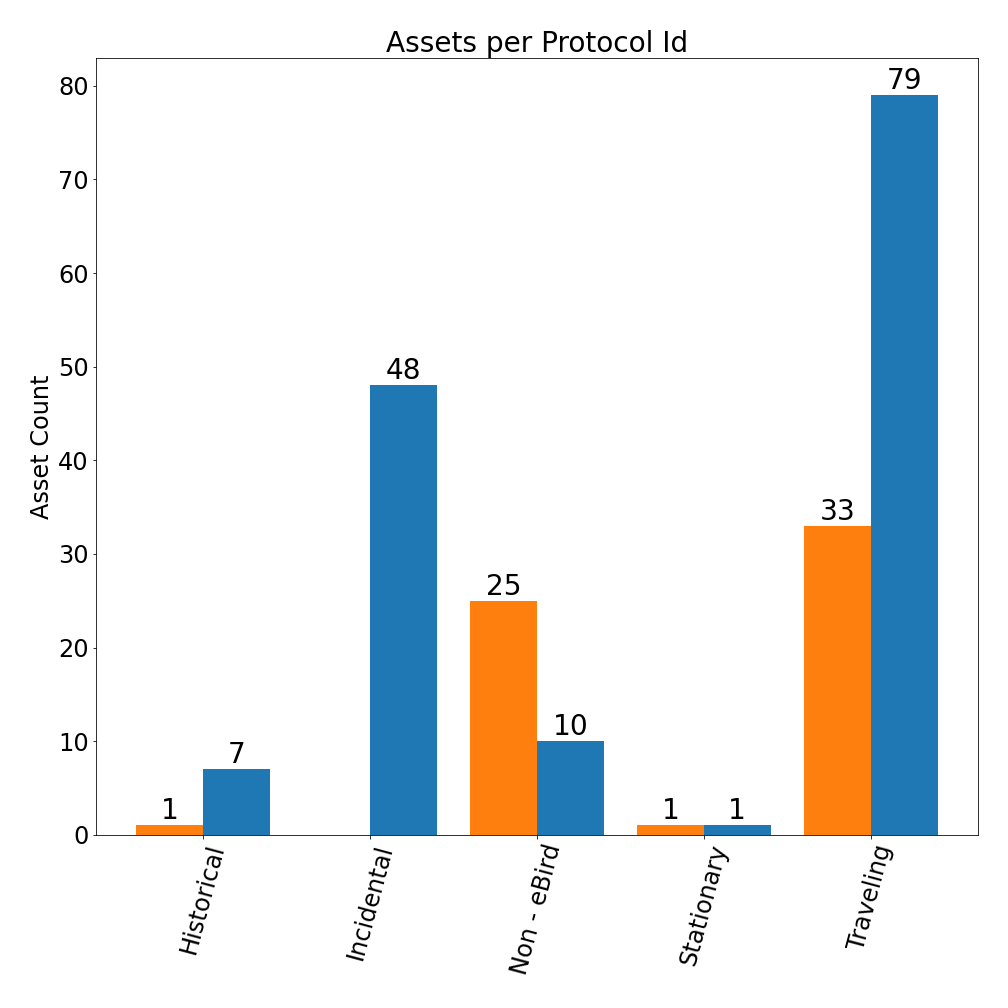 Assets per Protocol Id
Asset Count
80
70
60
50
40
30
20
10
0
1
7
48
25
10
1
1
33
79
Historical
Incidental
Non - eBird
Stationary
Traveling